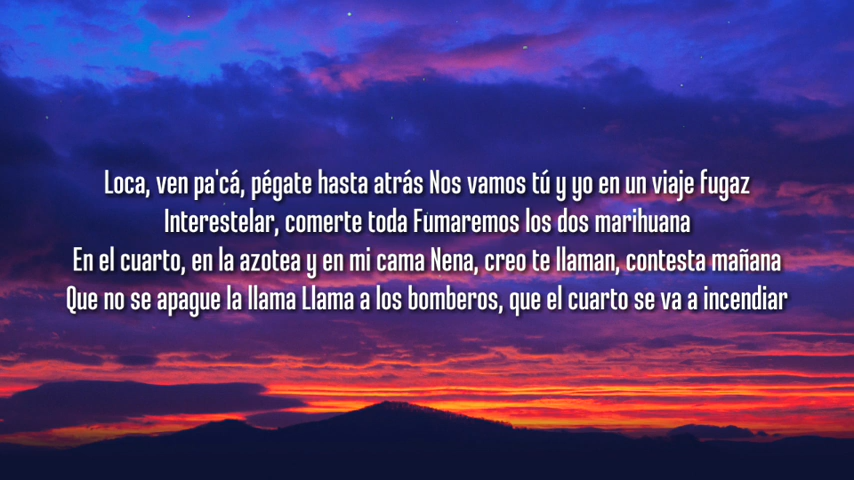 Loca, ven pa'cá, pégate hasta atrás Nos vamos tú y yo en un viaje fugaz
Interestelar, comerte toda Fumaremos los dos marihuana
En el cuarto, en la azotea y en mi cama Nena, creo te llaman, contesta mañana
Que no se apague la llama Llama a los bomberos, que el cuarto se va a incendiar